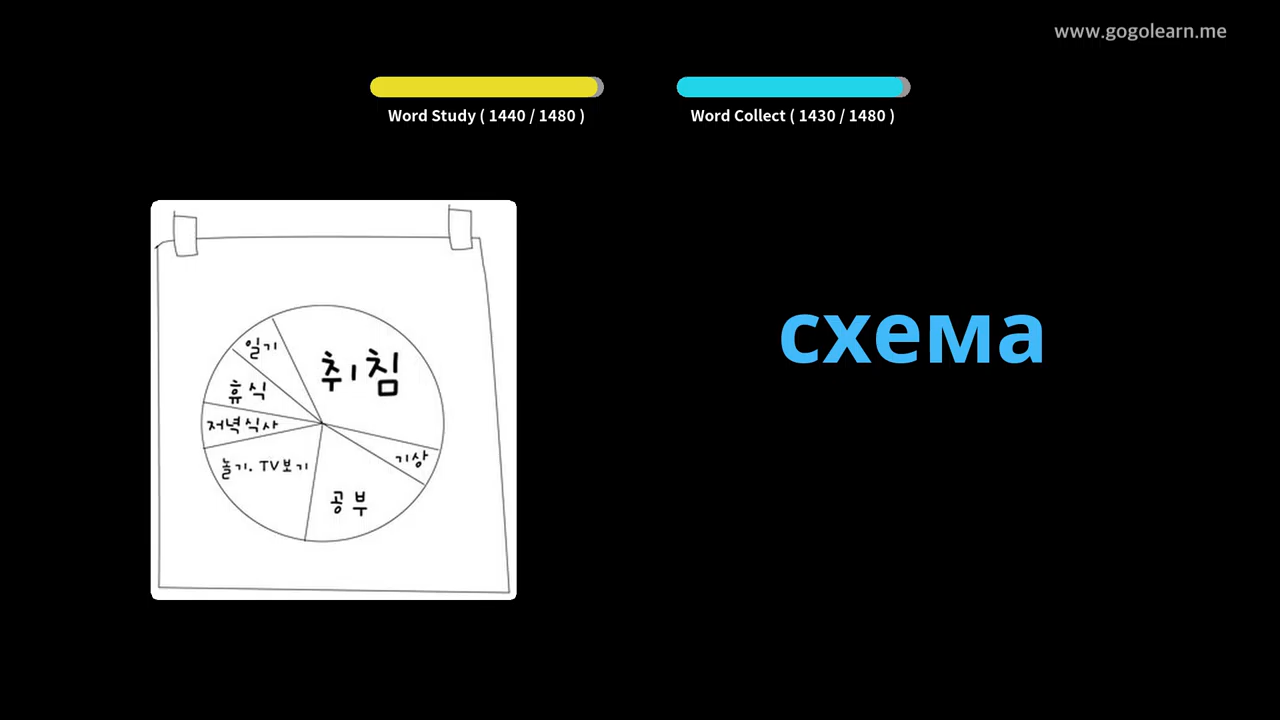 www.gogolearn.me
Word Study ( 1440 / 1480 )
Word Collect ( 1430 / 1480 )
일기
취침
휴식
저녁식사
놀기. TV보기
기상
공부
схема